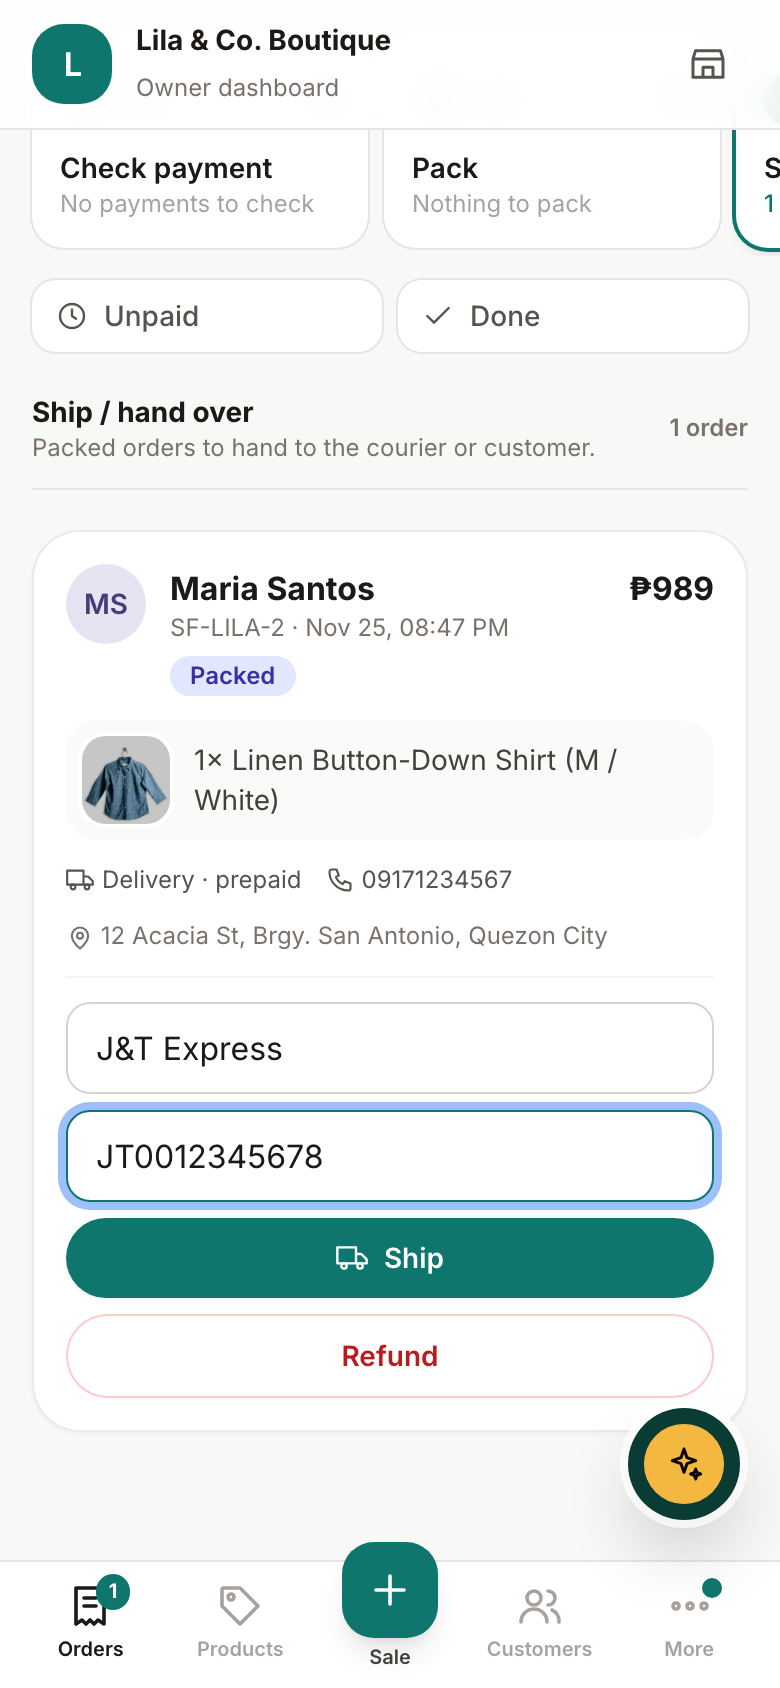 L
Lila & Co. Boutique
Owner dashboard
Check payment
No payments to check
Pack
Nothing to pack
S
1
Unpaid
Done
Ship / hand over
Packed orders to hand to the courier or customer.
1 order
MS
Maria Santos
₱989
SF-LILA-2 · Nov 25, 08:47 PM
Packed
1× Linen Button-Down Shirt (M /
White)
Delivery · prepaid
09171234567
12 Acacia St, Brgy. San Antonio, Quezon City
J&T Express
JT0012345678
Ship
Refund
1
Orders
Products
Sale
Customers
More